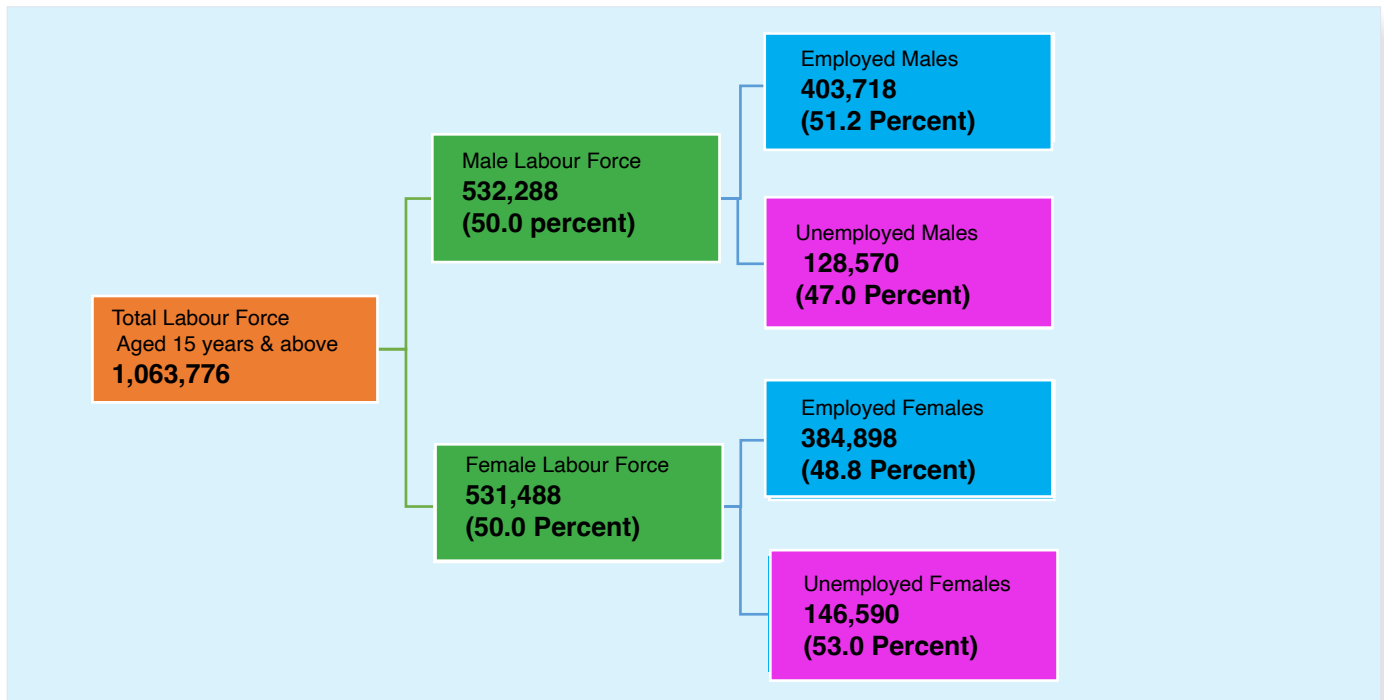 Total Labour Force
Aged 15 years & above
1,063,776
Male Labour Force
532,288
(50.0 percent)
Employed Males
403,718
(51.2 Percent)
Unemployed Males
128,570
(47.0 Percent)
Female Labour Force
531,488
(50.0 Percent)
Employed Females
384,898
(48.8 Percent)
Unemployed Females
146,590
(53.0 Percent)